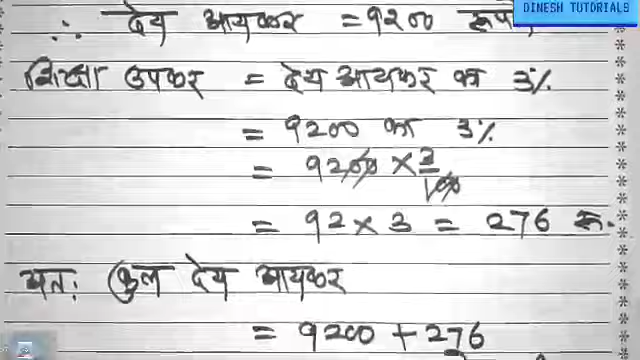 DINESH TUTORIALS
∴ देय आयकर = 9200 रूपये
शिक्षा उपकर = देय आयकर का 3%
= 9200 का 3%
= 9200 × 3/100
= 92 × 3 = 276 रू.
अतः कुल देय आयकर
= 9200 + 276